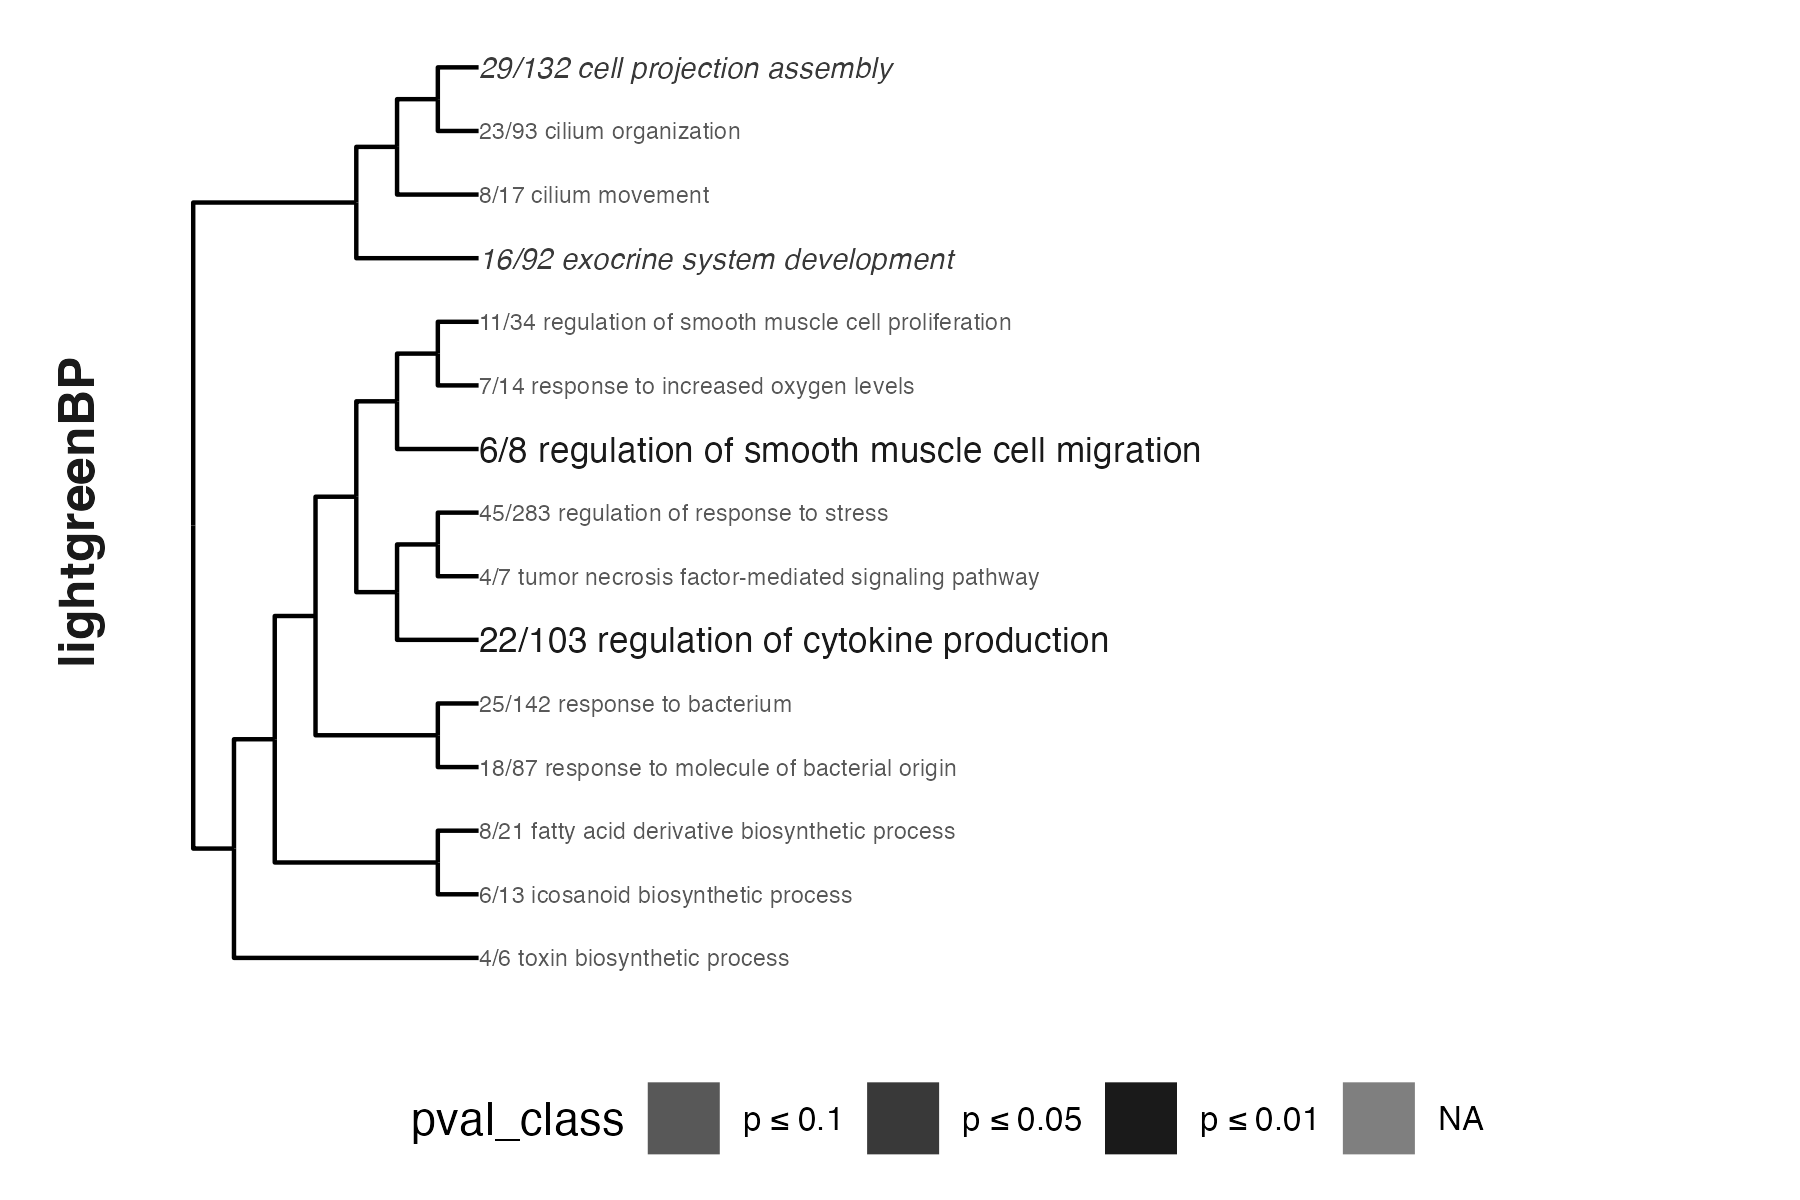 lightgreenBP
29/132 cell projection assembly
23/93 cilium organization
8/17 cilium movement
16/92 exocrine system development
11/34 regulation of smooth muscle cell proliferation
7/14 response to increased oxygen levels
6/8 regulation of smooth muscle cell migration
45/283 regulation of response to stress
4/7 tumor necrosis factor-mediated signaling pathway
22/103 regulation of cytokine production
25/142 response to bacterium
18/87 response to molecule of bacterial origin
8/21 fatty acid derivative biosynthetic process
6/13 icosanoid biosynthetic process
4/6 toxin biosynthetic process
pval_class p ≤ 0.1 p ≤ 0.05 p ≤ 0.01 NA